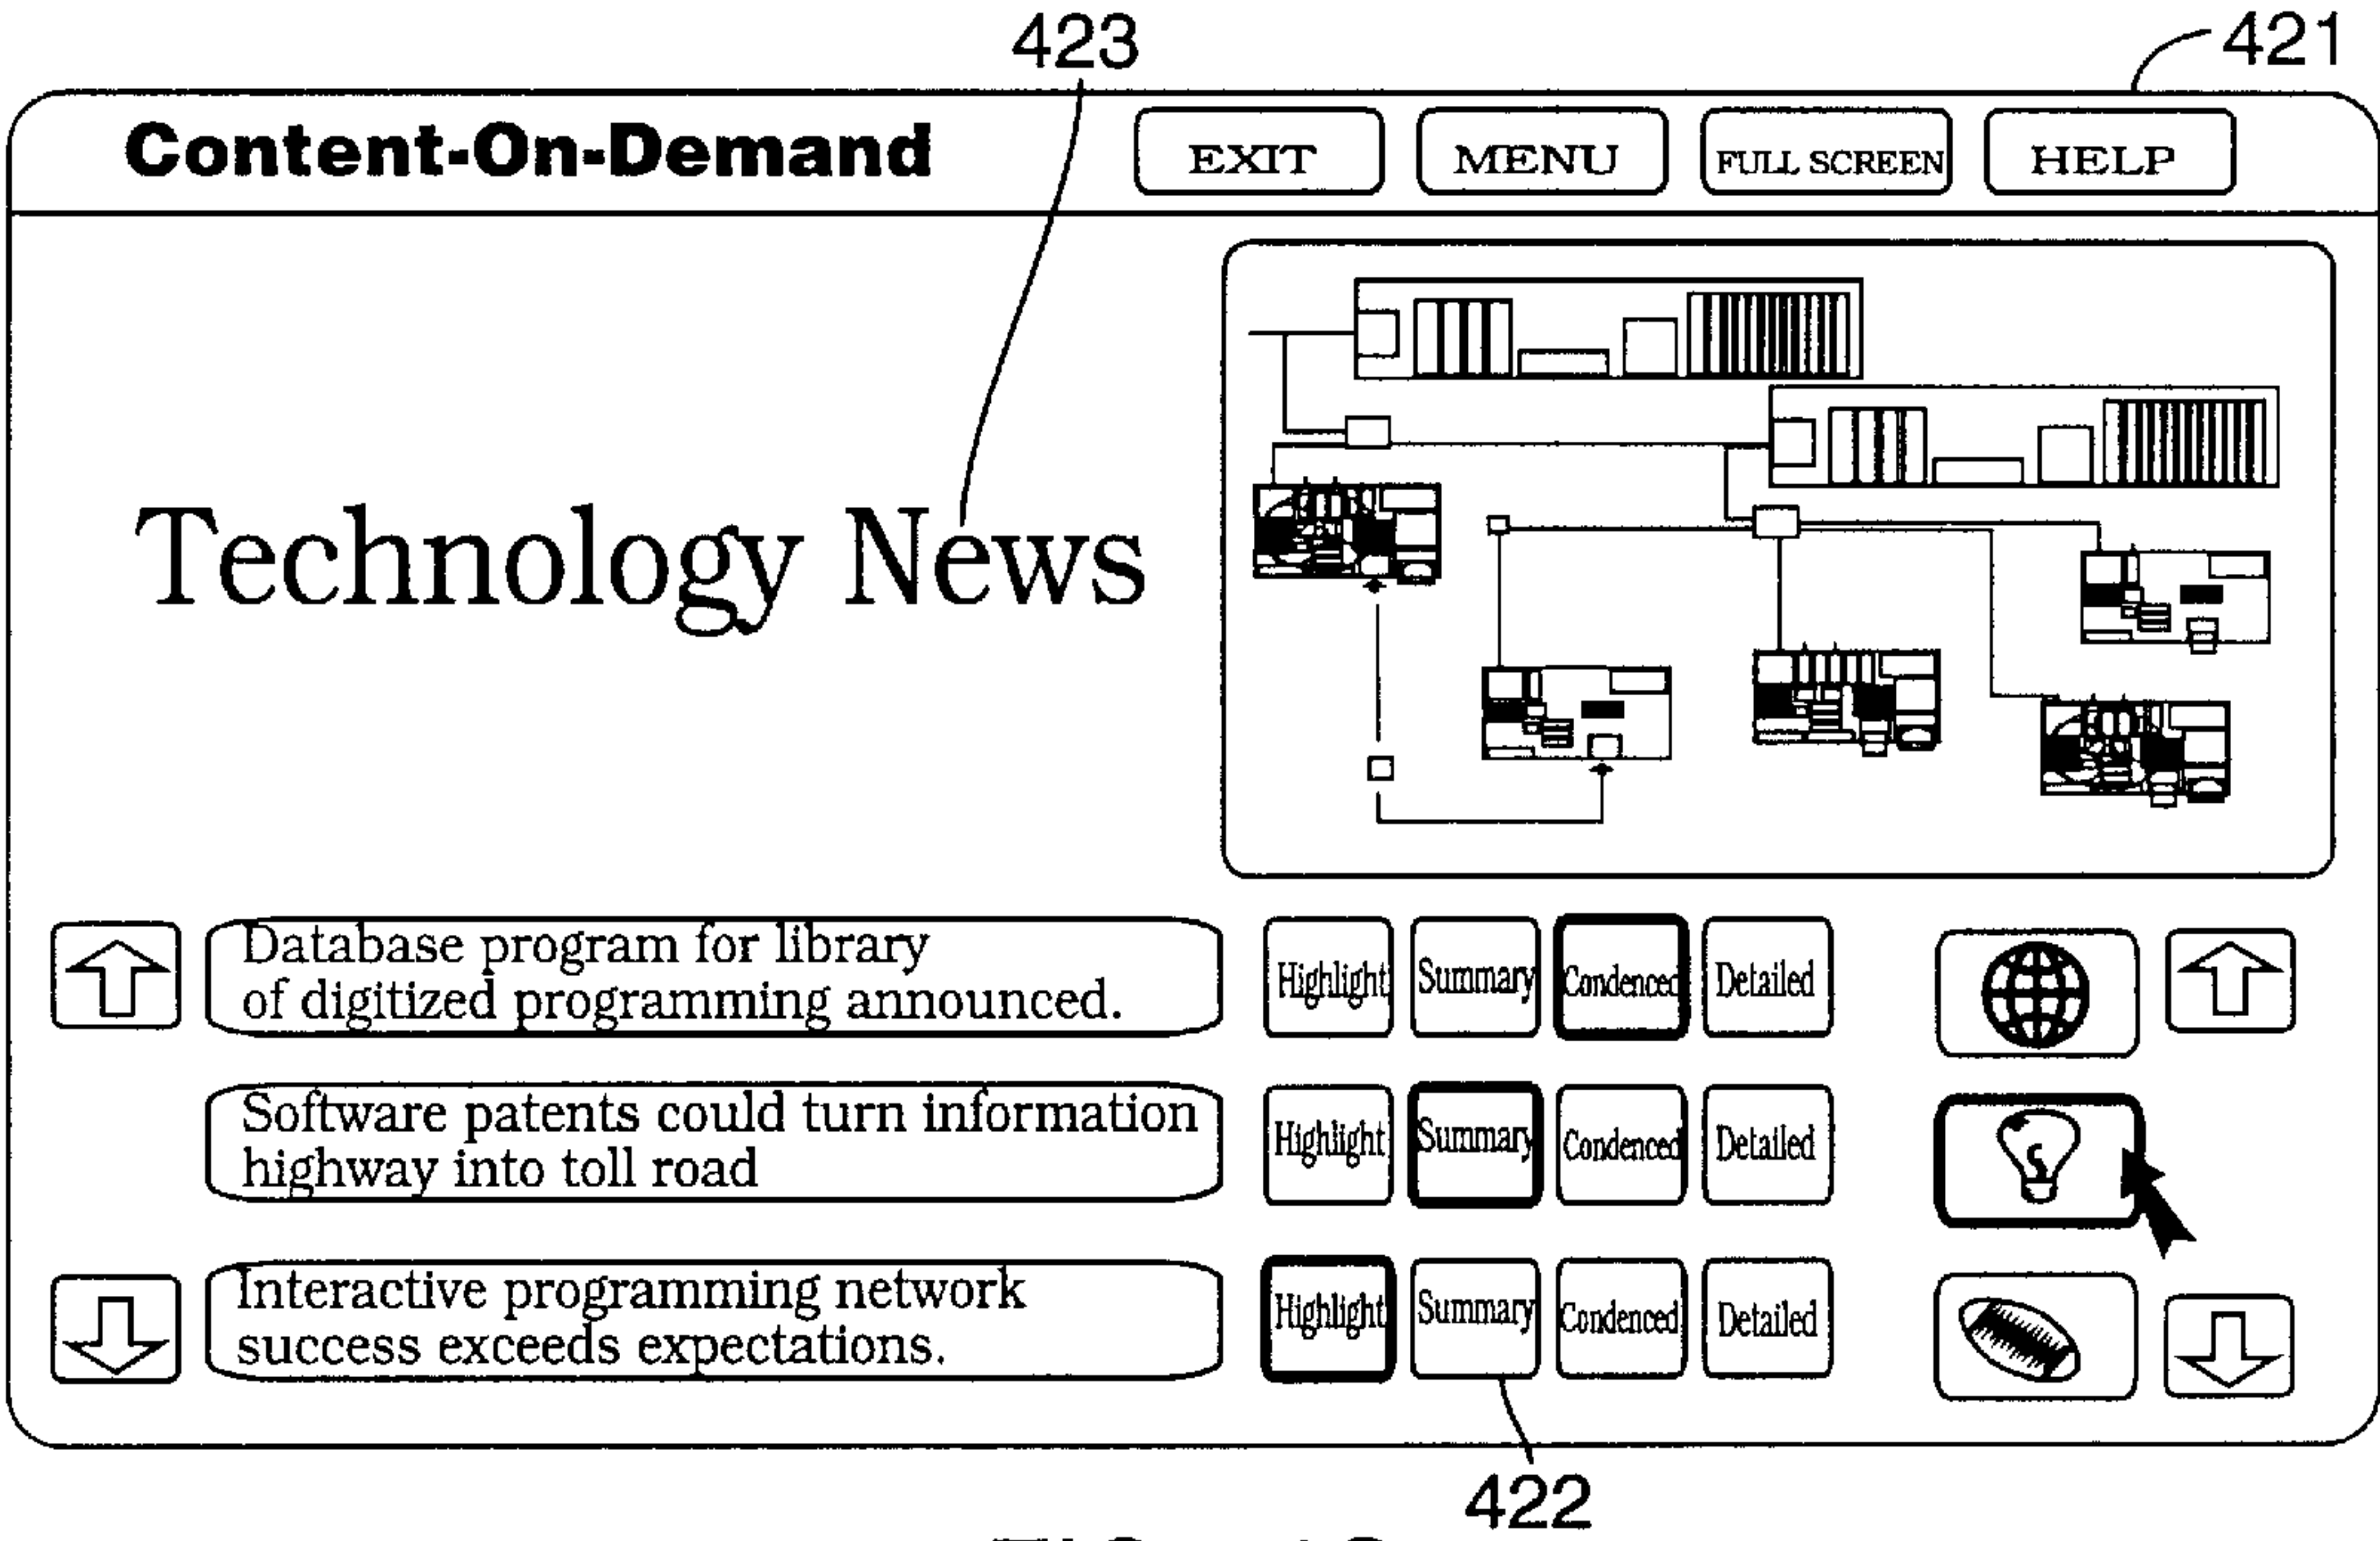 423
421
Content-On-Demand
EXIT
MENU
FULL SCREEN
HELP
Technology News
Database program for library
of digitized programming announced.
Highlight
Summary
Condenced
Detailed
Software patents could turn information
highway into toll road
Highlight
Summary
Condenced
Detailed
Interactive programming network
success exceeds expectations.
Highlight
Summary
Condenced
Detailed
422